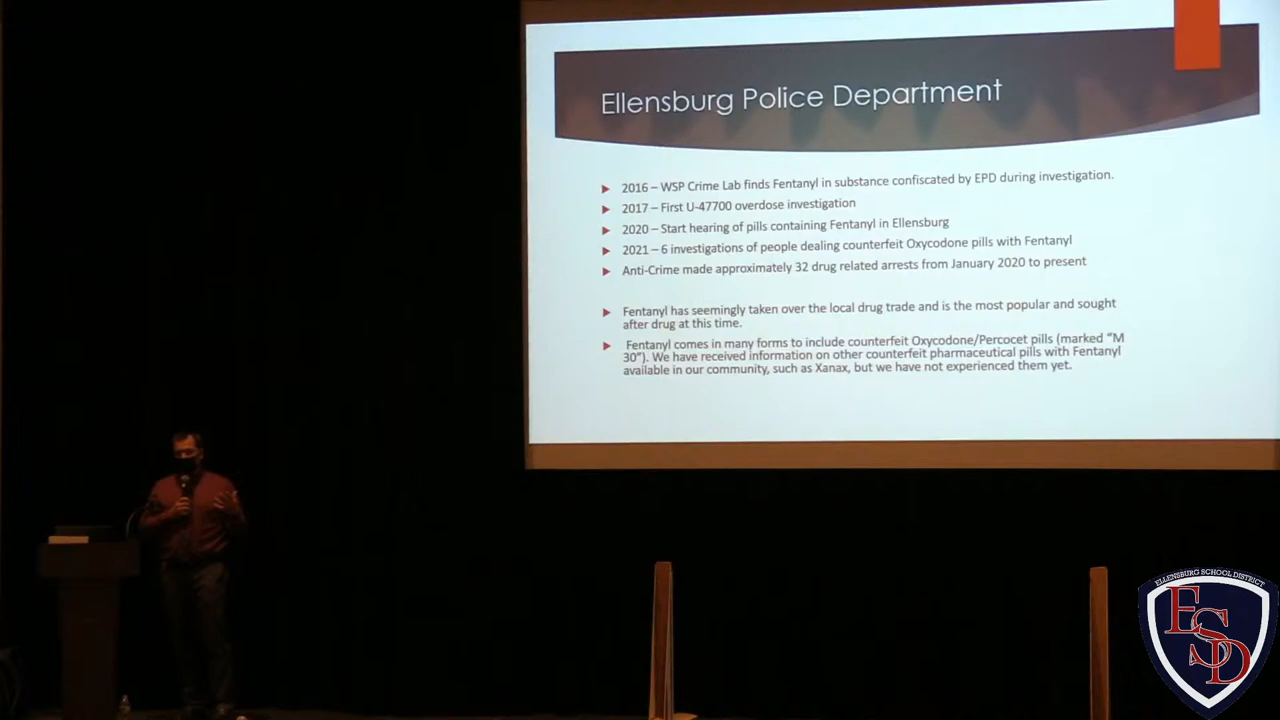 Ellensburg Police Department
2016 – WSP Crime Lab finds Fentanyl in substance confiscated by EPD during investigation.
2017 – First U-47700 overdose investigation
2020 – Start hearing of pills containing Fentanyl in Ellensburg
2021 – 6 investigations of people dealing counterfeit Oxycodone pills with Fentanyl
Anti-Crime made approximately 32 drug related arrests from January 2020 to present
Fentanyl has seemingly taken over the local drug trade and is the most popular and sought
after drug at this time.
Fentanyl comes in many forms to include counterfeit Oxycodone/Percocet pills (marked “M
30”). We have received information on other counterfeit pharmaceutical pills with Fentanyl
available in our community, such as Xanax, but we have not experienced them yet.
ELLENSBURG SCHOOL DISTRICT
ESD